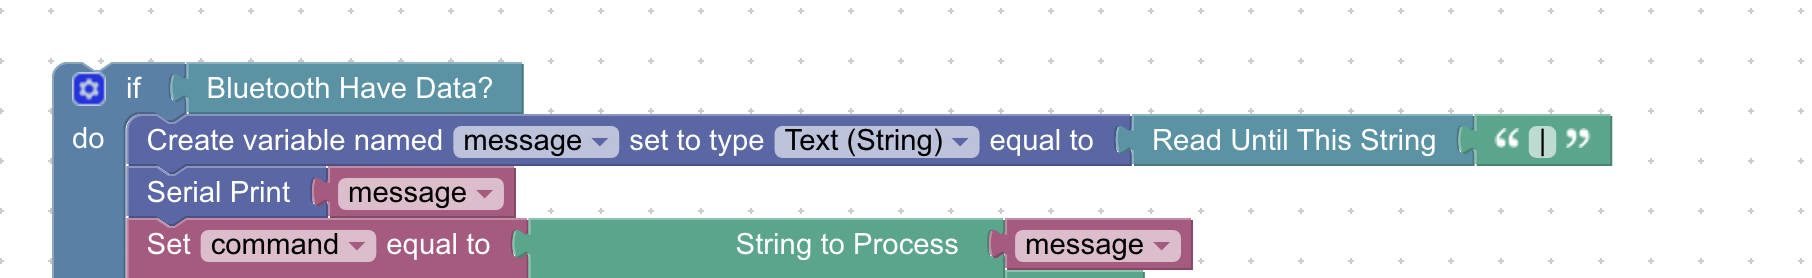 if Bluetooth Have Data?
do Create variable named message set to type Text (String) equal to Read Until This String “ | ”
Serial Print message
Set command equal to String to Process message